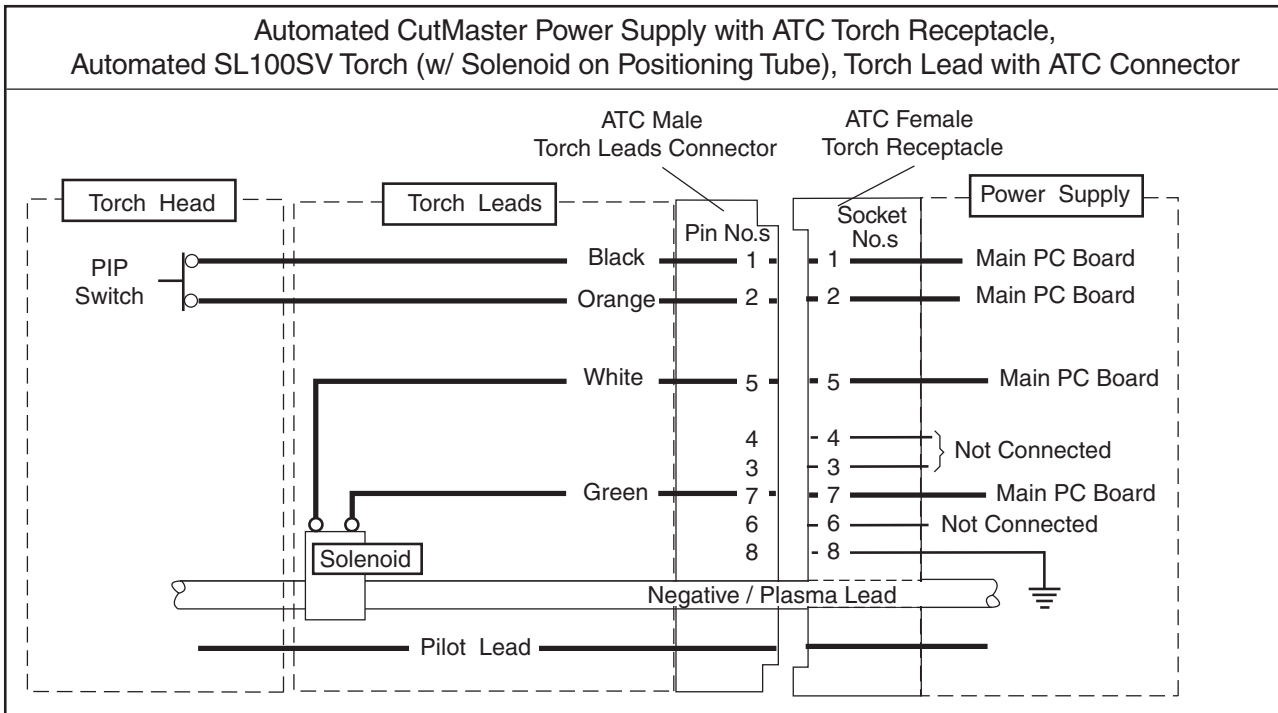 Automated CutMaster Power Supply with ATC Torch Receptacle,
Automated SL100SV Torch (w/ Solenoid on Positioning Tube), Torch Lead with ATC Connector
ATC Male
Torch Leads Connector
ATC Female
Torch Receptacle
Torch Head
Torch Leads
Power Supply
Pin No.s
Socket
No.s
PIP
Switch
Black 1 1 Main PC Board
Orange 2 2 Main PC Board
White 5 5 Main PC Board
4 4
Not Connected
3 3
Green 7 7 Main PC Board
6 6 Not Connected
8 8
Solenoid
Negative / Plasma Lead
Pilot Lead